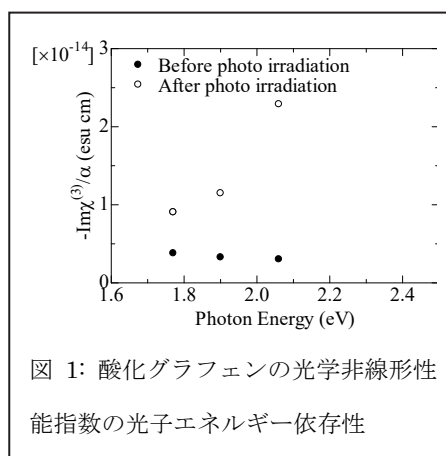 [×10⁻¹⁴]
3
● Before photo irradiation
○ After photo irradiation
2
-Imχ⁽³⁾/α (esu cm)
1
0
1.6 1.8 2.0 2.2 2.4
Photon Energy (eV)
図 1: 酸化グラフェンの光学非線形性
能指数の光子エネルギー依存性